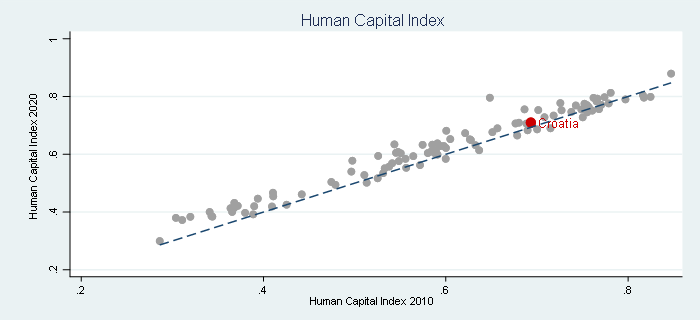 Human Capital Index
Human Capital Index 2020
1
.8
.6
.4
.2
Croatia
.2
.4
.6
.8
Human Capital Index 2010